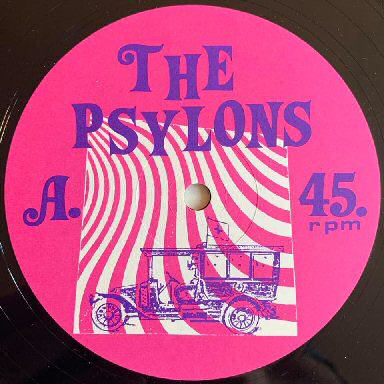 THE
PSYLONS
A.
45.
rpm